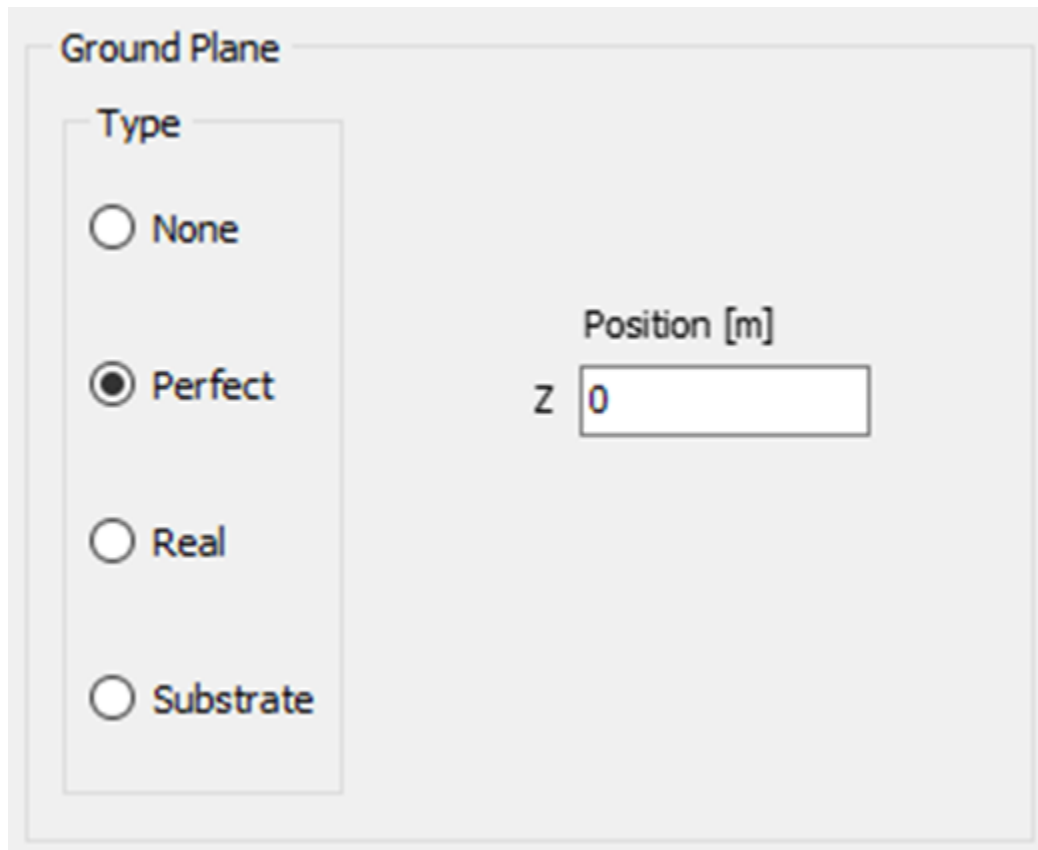 Ground Plane
Type
None
Perfect
Real
Substrate
Position [m]
Z 0